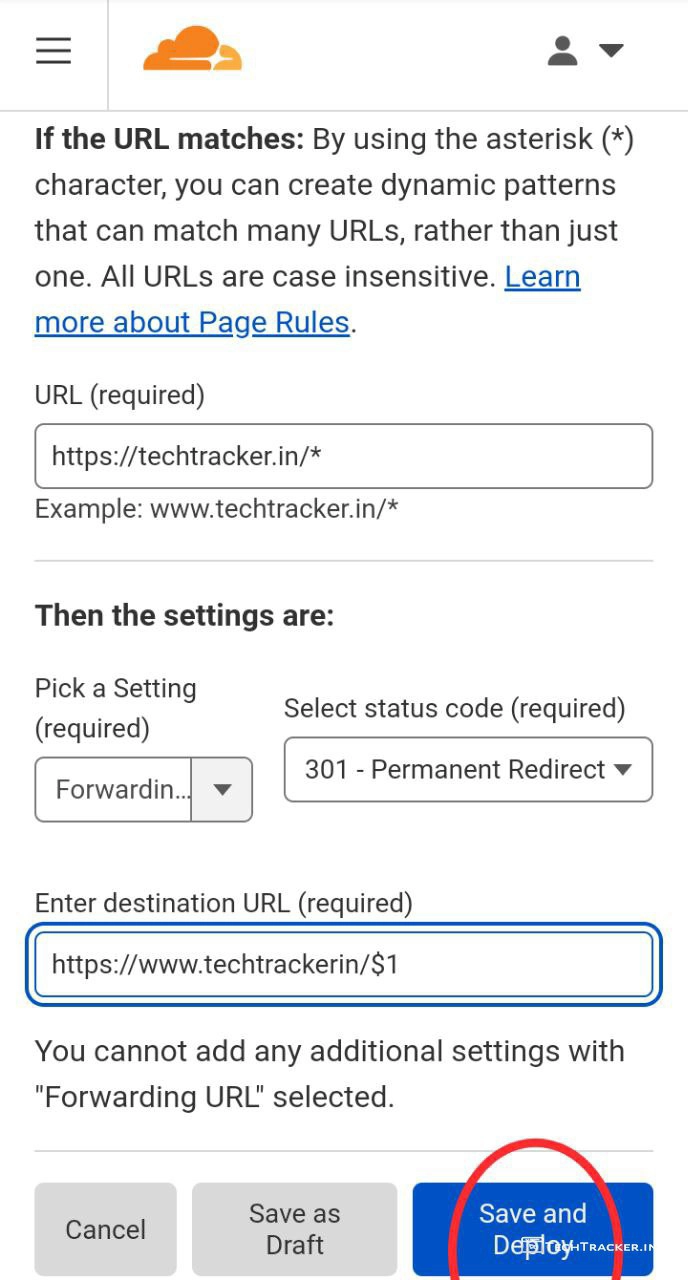 If the URL matches: By using the asterisk (*)
character, you can create dynamic patterns
that can match many URLs, rather than just
one. All URLs are case insensitive. Learn
more about Page Rules.
URL (required)
https://techtracker.in/*
Example: www.techtracker.in/*
Then the settings are:
Pick a Setting
(required)
Select status code (required)
Forwardin...
301 - Permanent Redirect
Enter destination URL (required)
https://www.techtrackerin/$1
You cannot add any additional settings with
"Forwarding URL" selected.
Cancel
Save as
Draft
Save and
Deploy
TECHTRACKER.IN